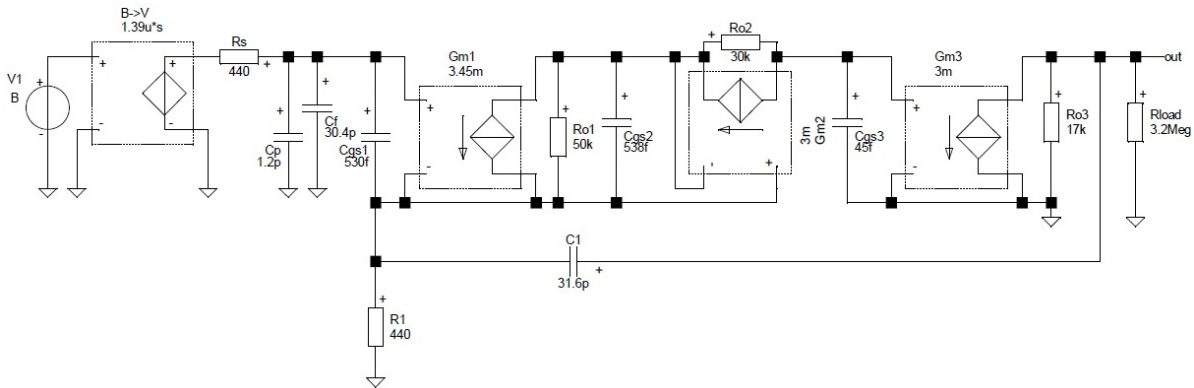 B->V
1.39u*s
V1
B
Rs
440
Cp
1.2p
Cf
30.4p
Cgs1
530f
Gm1
3.45m
Ro1
50k
Cgs2
536f
Ro2
30k
3m
Gm2
Cgs3
45f
Gm3
3m
Ro3
17k
Rload
3.2Meg
out
C1
31.6p
R1
440